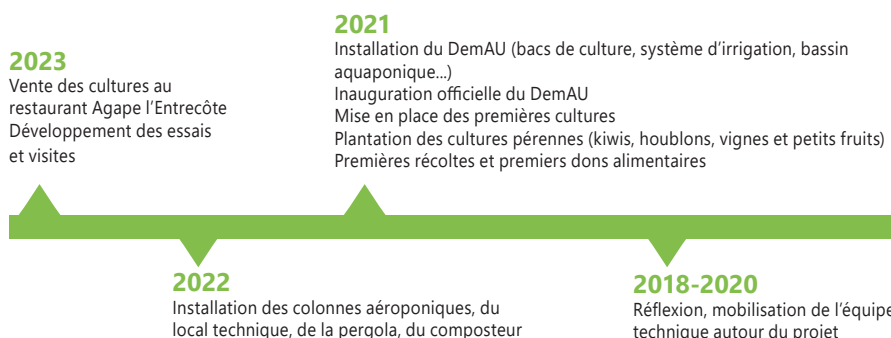 2023
Vente des cultures au
restaurant Agape l’Entrecôte
Développement des essais
et visites
2021
Installation du DemAU (bacs de culture, système d’irrigation, bassin
aquaponique...)
Inauguration officielle du DemAU
Mise en place des premières cultures
Plantation des cultures pérennes (kiwis, houblons, vignes et petits fruits)
Premières récoltes et premiers dons alimentaires
2022
Installation des colonnes aéroponiques, du
local technique, de la pergola, du composteur
2018-2020
Réflexion, mobilisation de l’équipe
technique autour du projet